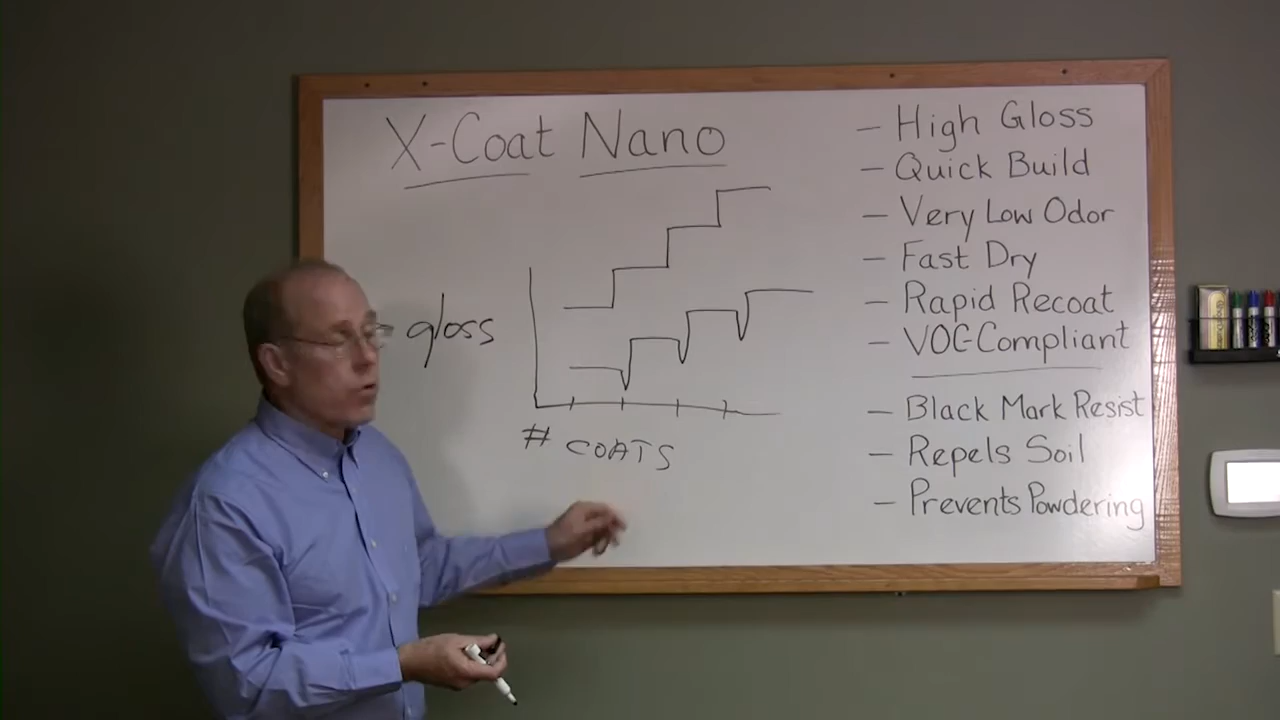 X-Coat Nano
gloss
# COATS
- High Gloss
- Quick Build
- Very Low Odor
- Fast Dry
- Rapid Recoat
- VOC-Compliant
- Black Mark Resist
- Repels Soil
- Prevents Powdering